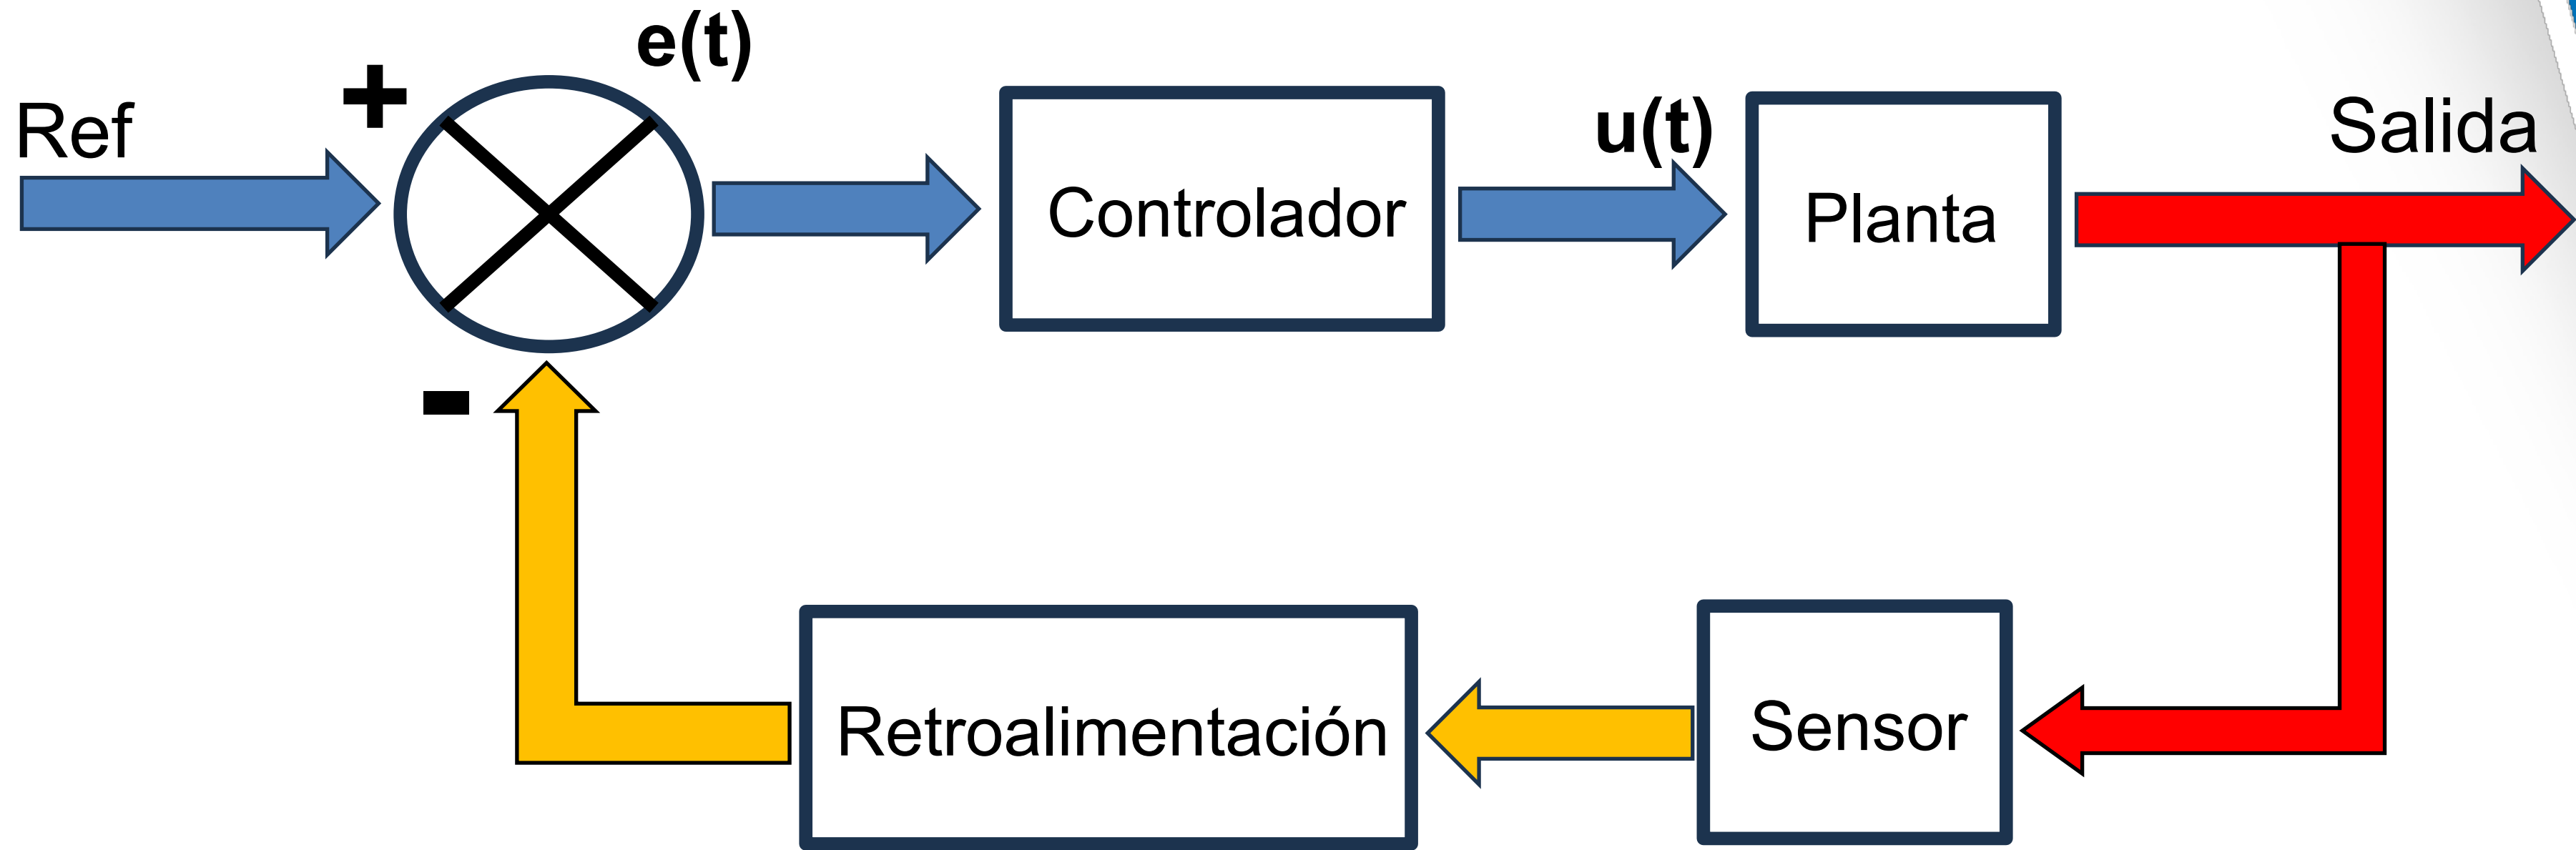 e(t)
+
Ref
u(t)
Salida
Controlador
Planta
-
Retroalimentación
Sensor